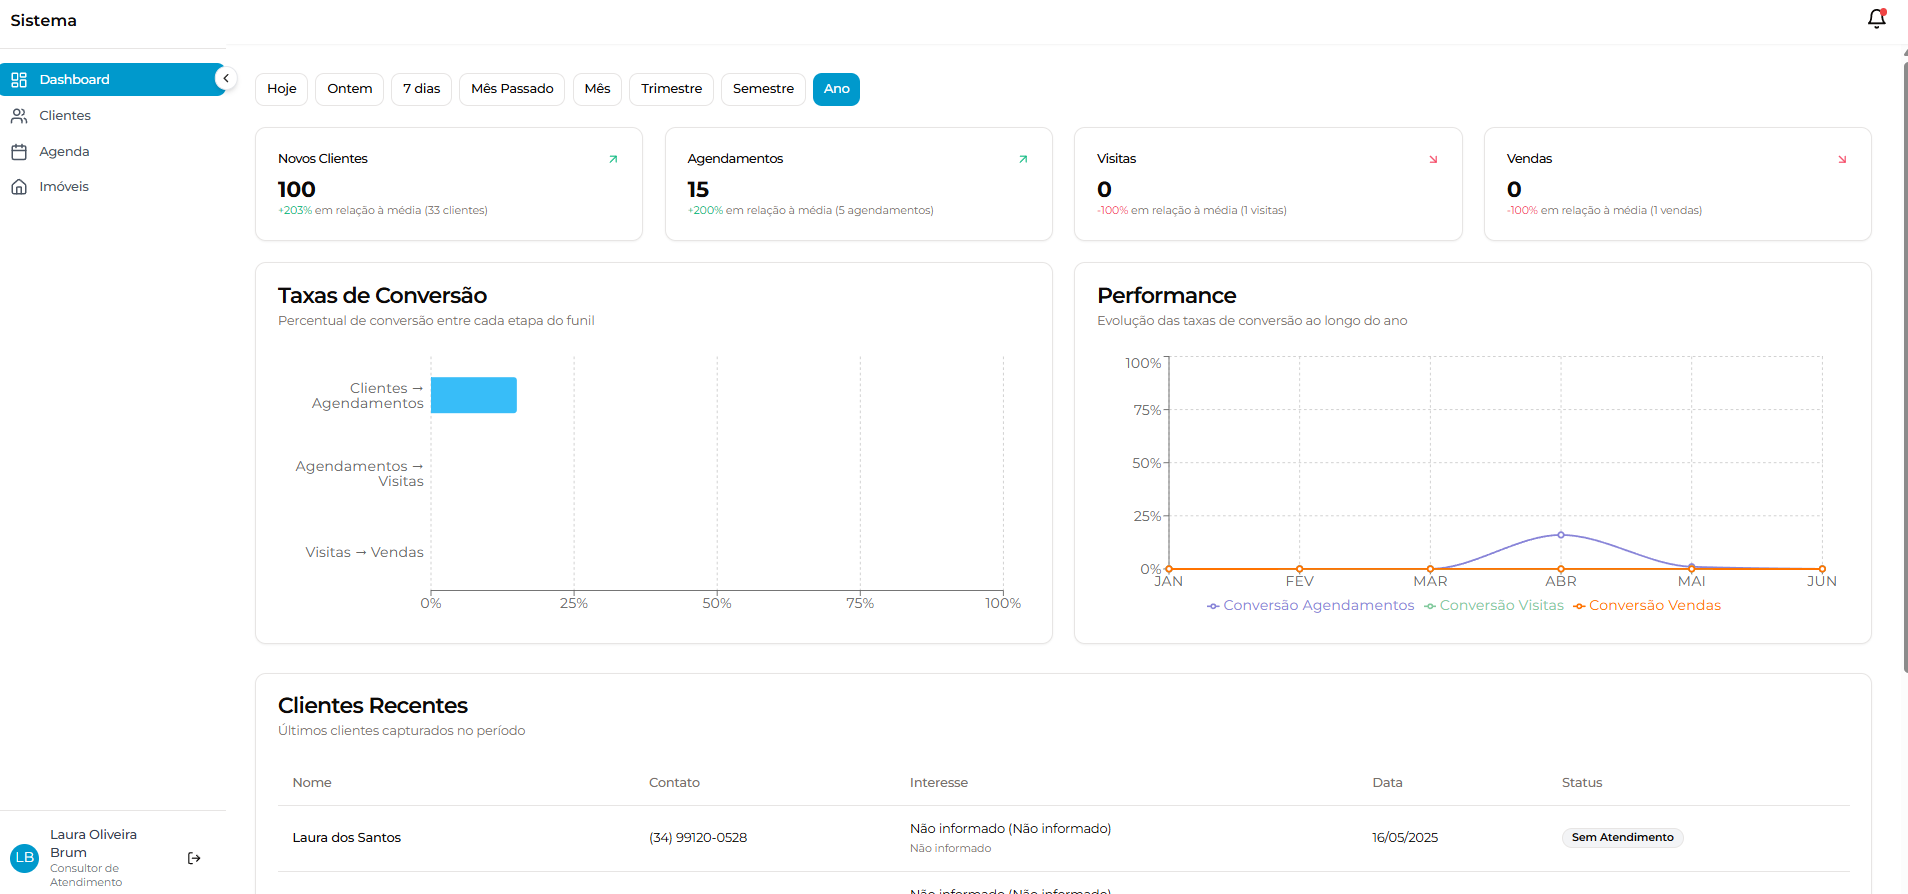 Sistema
Dashboard
Clientes
Agenda
Imóveis
Hoje Ontem 7 dias Mês Passado Mês Trimestre Semestre Ano
Novos Clientes
100
+203% em relação à média (33 clientes)
Agendamentos
15
+200% em relação à média (5 agendamentos)
Visitas
0
-100% em relação à média (1 visitas)
Vendas
0
-100% em relação à média (1 vendas)
Taxas de Conversão
Percentual de conversão entre cada etapa do funil
Clientes →
Agendamentos
Agendamentos →
Visitas
Visitas → Vendas
0% 25% 50% 75% 100%
Performance
Evolução das taxas de conversão ao longo do ano
100%
75%
50%
25%
0%
JAN FEV MAR ABR MAI JUN
Conversão Agendamentos Conversão Visitas Conversão Vendas
Clientes Recentes
Últimos clientes capturados no período
Nome Contato Interesse Data Status
Laura dos Santos (34) 99120-0528 Não informado (Não informado) 16/05/2025 Sem Atendimento
Não informado
Não informado (Não informado)
LB
Laura Oliveira
Brum
Consultor de
Atendimento